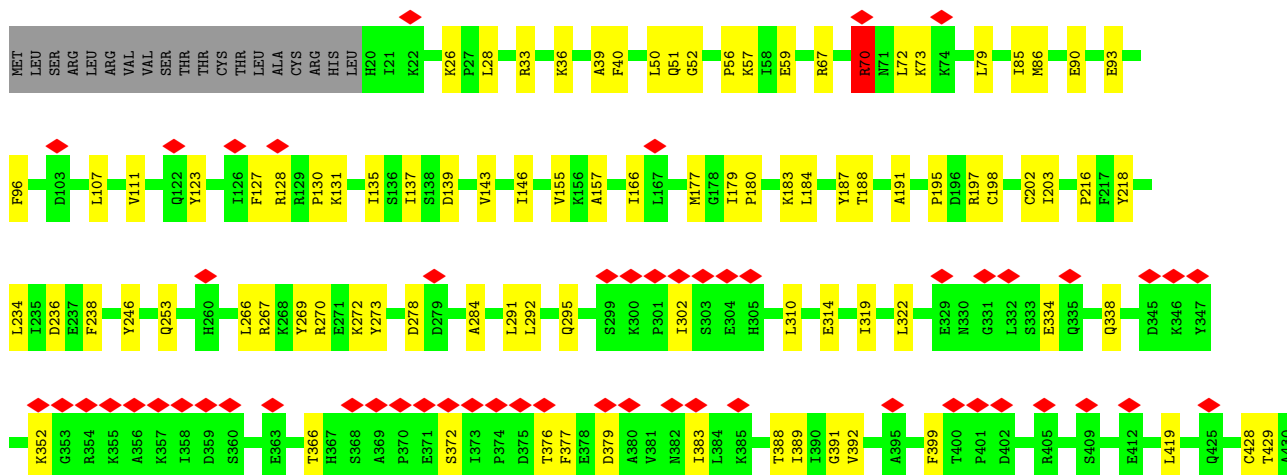 MET LEU SER ARG LEU ARG VAL VAL SER THR THR CYS THR LEU ALA CYS ARG HIS LEU H20 I21 K22 K26 P27 L28 R33 K36 A39 F40 L50 Q51 G52 P56 K57 I58 E59 R67 R70 N71 L72 K73 K74 L79 I85 M86 E90 E93
F96 D103 L107 V111 Q122 Y123 I126 F127 R128 R129 P130 K131 I135 S136 I137 S138 D139 V143 I146 V155 K156 A157 I166 L167 M177 G178 I179 P180 K183 L184 Y187 T188 A191 P195 D196 R197 C198 C202 I203 P216 F217 Y218
L234 I235 D236 E237 F238 Y246 Q253 H260 L266 R267 K268 Y269 R270 E271 K272 Y273 D278 D279 A284 L291 L292 Q295 S299 K300 P301 I302 S303 E304 H305 L310 E314 I319 L322 E329 N330 G331 L332 S333 E334 Q335 Q338 D345 K346 Y347
K352 G353 R354 K355 A356 K357 I358 D359 S360 E363 T366 H367 S368 A369 P370 E371 S372 I373 P374 D375 T376 F377 E378 D379 A380 V381 N382 I383 L384 K385 T388 I389 I390 G391 V392 A395 F399 T400 P401 D402 R405 S409 E412 L419 Q425 C428 T429